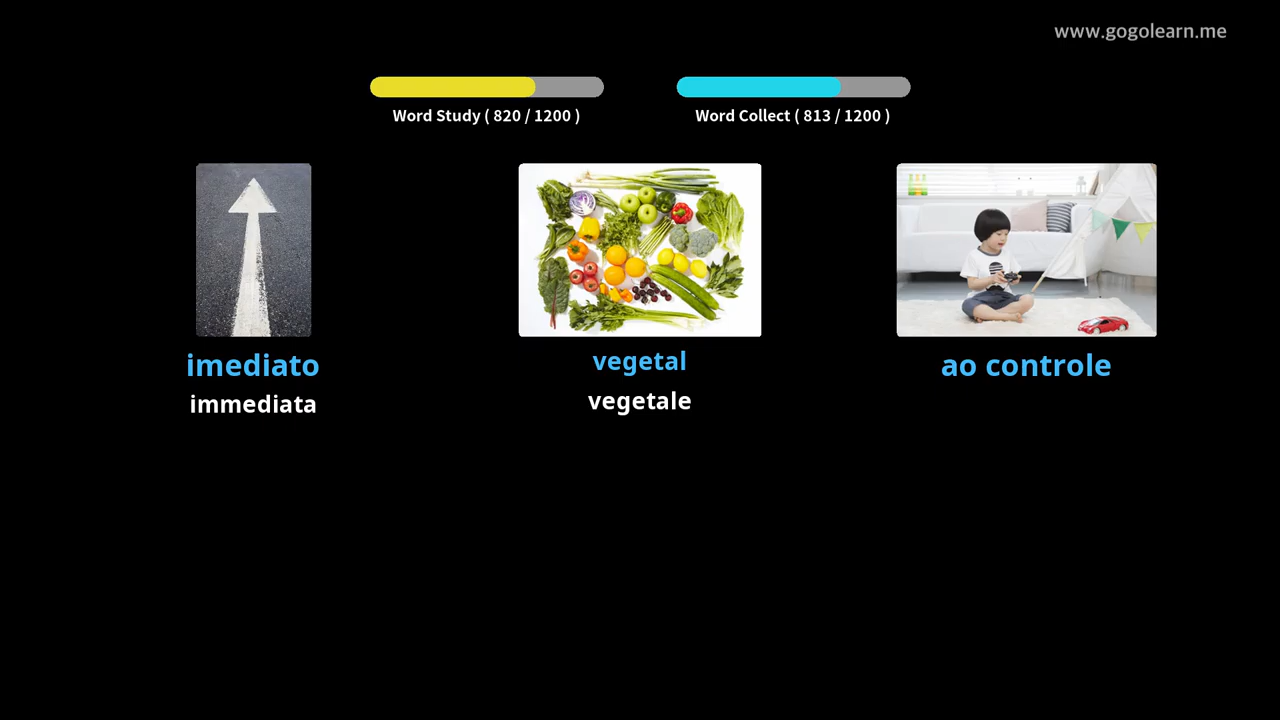 www.gogolearn.me
Word Study ( 820 / 1200 )
Word Collect ( 813 / 1200 )
imediato
immediata
vegetal
vegetale
ao controle